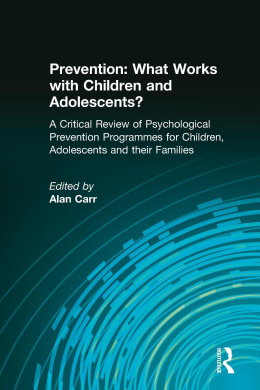 Prevention: What Works
with Children and
Adolescents?
A Critical Review of Psychological
Prevention Programmes for Children,
Adolescents and their Families
Edited by
Alan Carr
Routledge